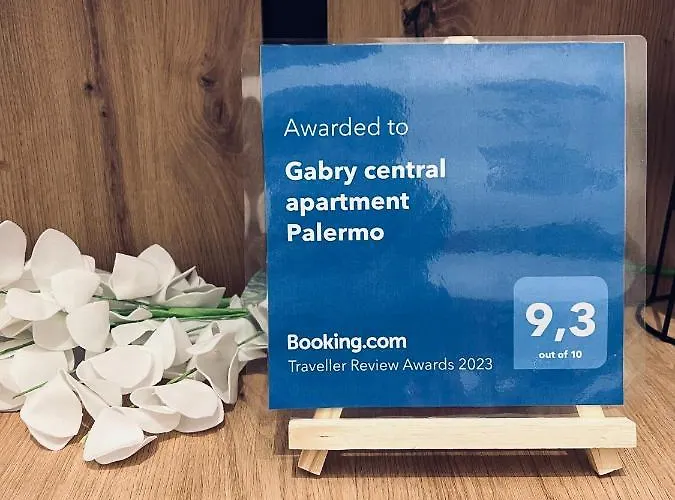 Awarded to
Gabry central
apartment
Palermo
Booking.com
Traveller Review Awards 2023
9,3
out of 10